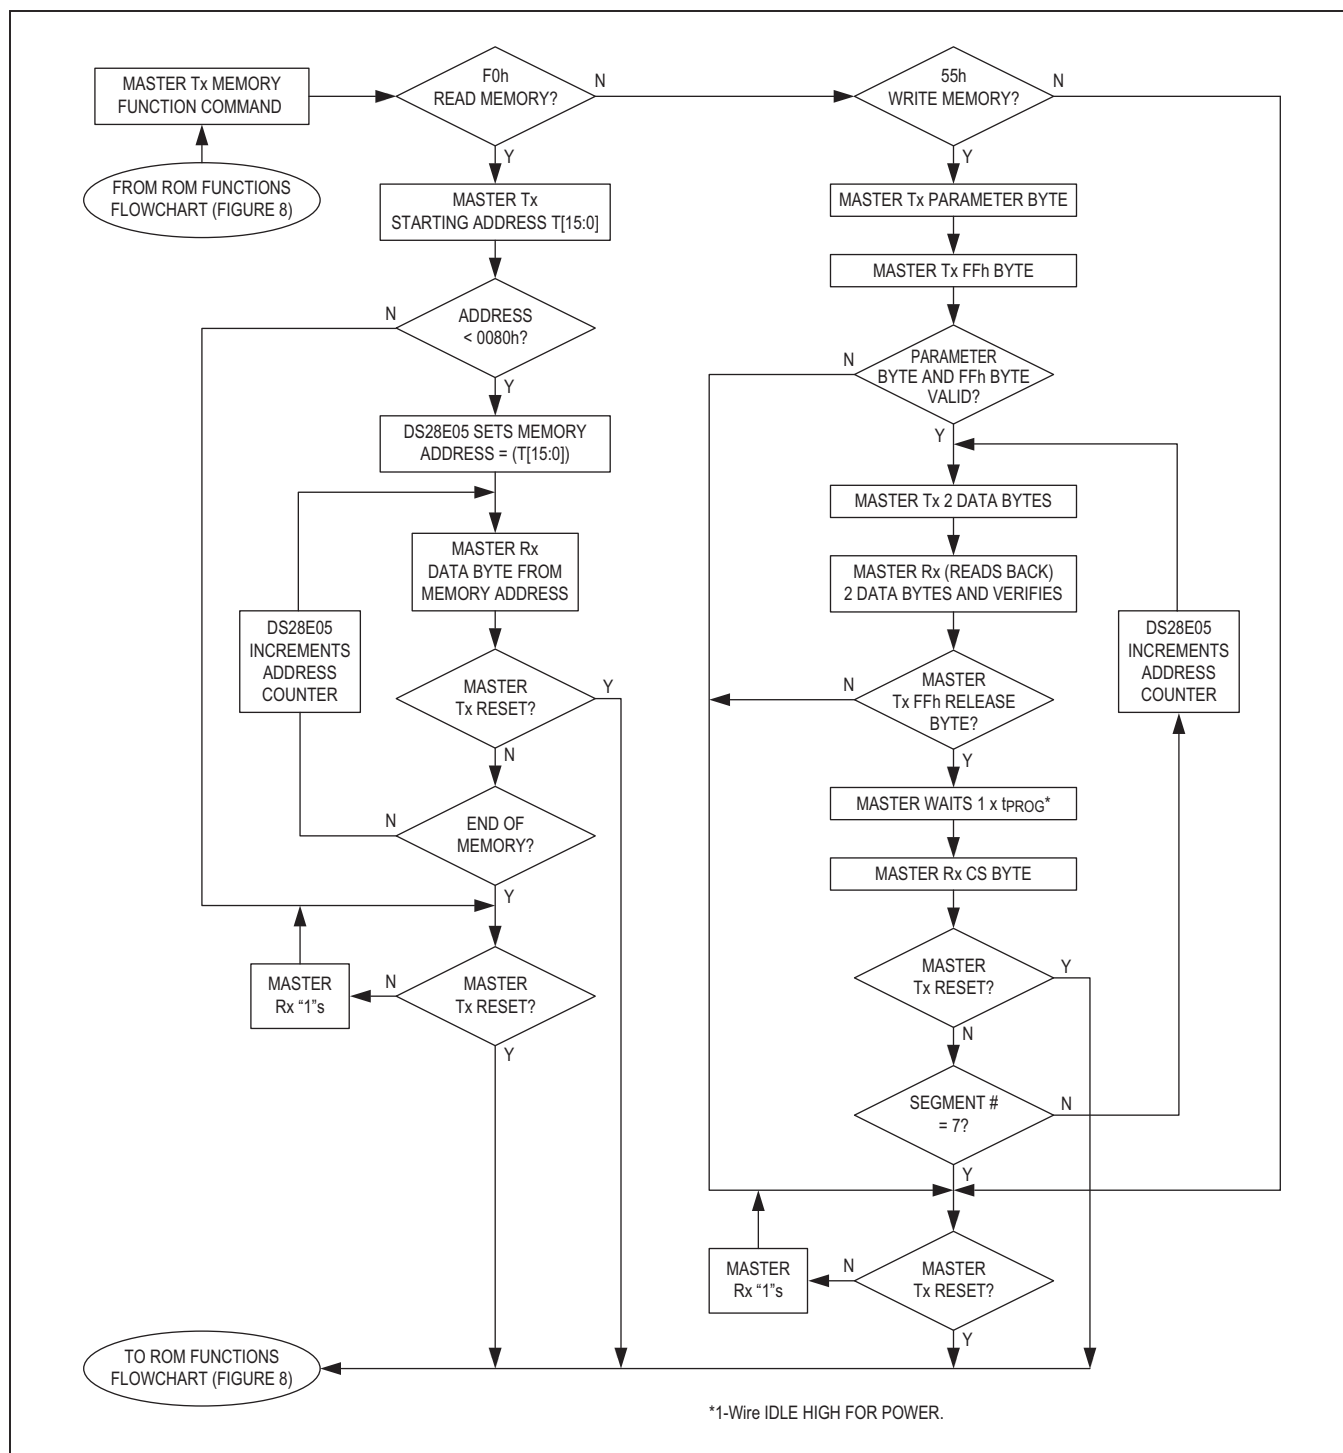 MASTER Tx MEMORY
FUNCTION COMMAND
FROM ROM FUNCTIONS
FLOWCHART (FIGURE 8)
F0h
READ MEMORY?
N
Y
MASTER Tx
STARTING ADDRESS T[15:0]
ADDRESS
< 0080h?
N
Y
DS28E05 SETS MEMORY
ADDRESS = (T[15:0])
MASTER Rx
DATA BYTE FROM
MEMORY ADDRESS
DS28E05
INCREMENTS
ADDRESS
COUNTER
MASTER
Tx RESET?
Y
N
END OF
MEMORY?
N
Y
MASTER
Tx RESET?
N
MASTER
Rx “1”s
Y
55h
WRITE MEMORY?
N
Y
MASTER Tx PARAMETER BYTE
MASTER Tx FFh BYTE
PARAMETER
BYTE AND FFh BYTE
VALID?
N
Y
MASTER Tx 2 DATA BYTES
MASTER Rx (READS BACK)
2 DATA BYTES AND VERIFIES
DS28E05
INCREMENTS
ADDRESS
COUNTER
MASTER
Tx FFh RELEASE
BYTE?
N
Y
MASTER WAITS 1 x tPROG*
MASTER Rx CS BYTE
MASTER
Tx RESET?
Y
N
SEGMENT #
= 7?
N
Y
MASTER
Tx RESET?
N
MASTER
Rx “1”s
Y
TO ROM FUNCTIONS
FLOWCHART (FIGURE 8)
*1-Wire IDLE HIGH FOR POWER.